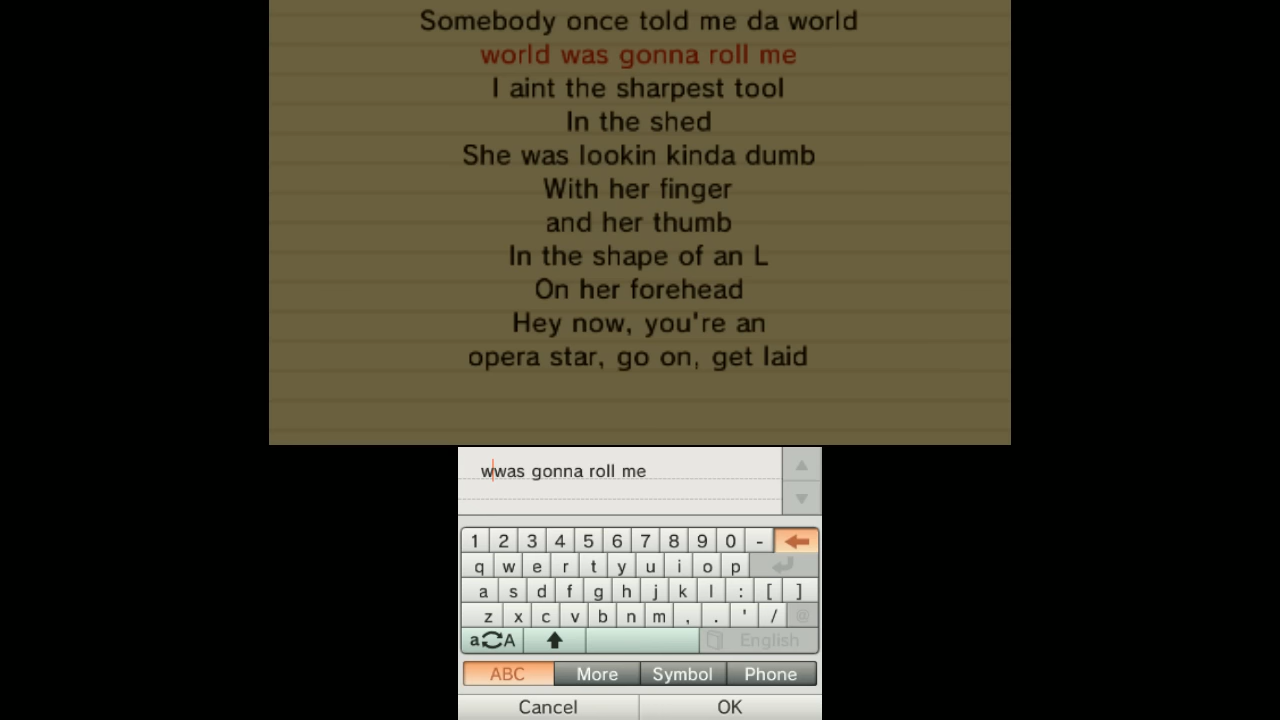 Somebody once told me da world
world was gonna roll me
I aint the sharpest tool
In the shed
She was lookin kinda dumb
With her finger
and her thumb
In the shape of an L
On her forehead
Hey now, you're an
opera star, go on, get laid
wwas gonna roll me
1 2 3 4 5 6 7 8 9 0 -
q w e r t y u i o p
a s d f g h j k l : [ ]
z x c v b n m , . ' / @
a A English
ABC More Symbol Phone
Cancel OK